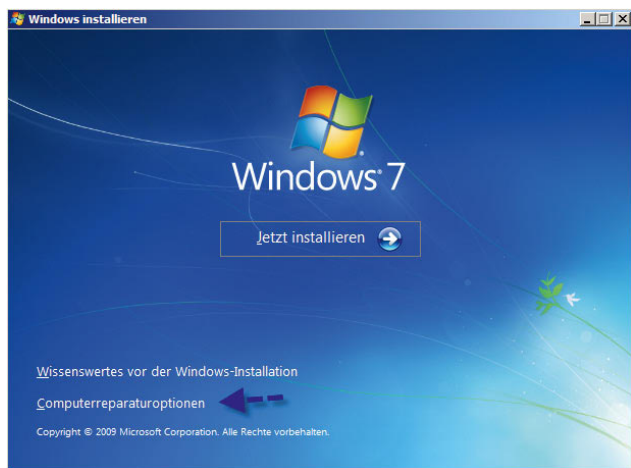 Windows installieren
Windows 7
Jetzt installieren
Wissenswertes vor der Windows-Installation
Computerreparaturoptionen
Copyright © 2009 Microsoft Corporation. Alle Rechte vorbehalten.